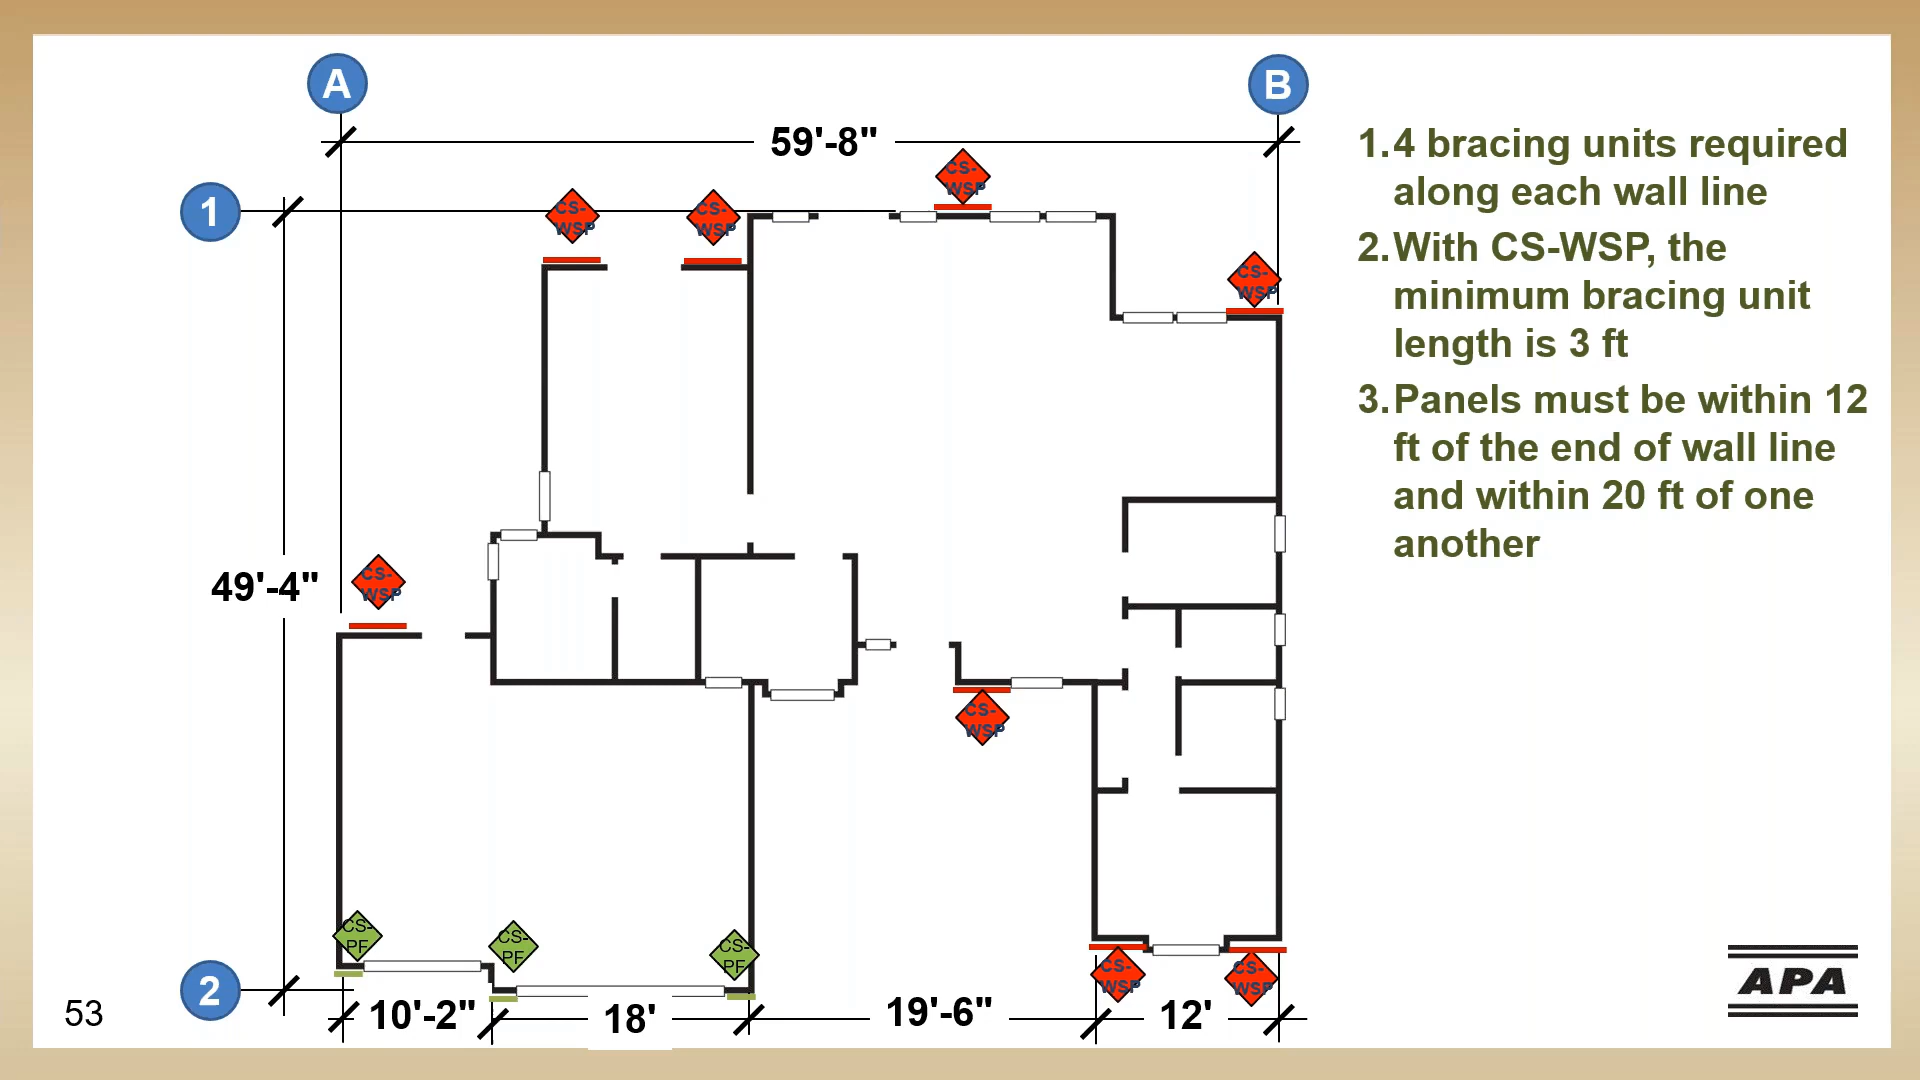 A
B
59'-8"
1
CS-
WSP
CS-
WSP
CS-
WSP
CS-
WSP
1.4 bracing units required
along each wall line
2.With CS-WSP, the
minimum bracing unit
length is 3 ft
3.Panels must be within 12
ft of the end of wall line
and within 20 ft of one
another
49'-4"
CS-
WSP
CS-
WSP
CS-
PF
CS-
PF
CS-
PF
CS-
WSP
CS-
WSP
2
10'-2"
18'
19'-6"
12'
53
APA